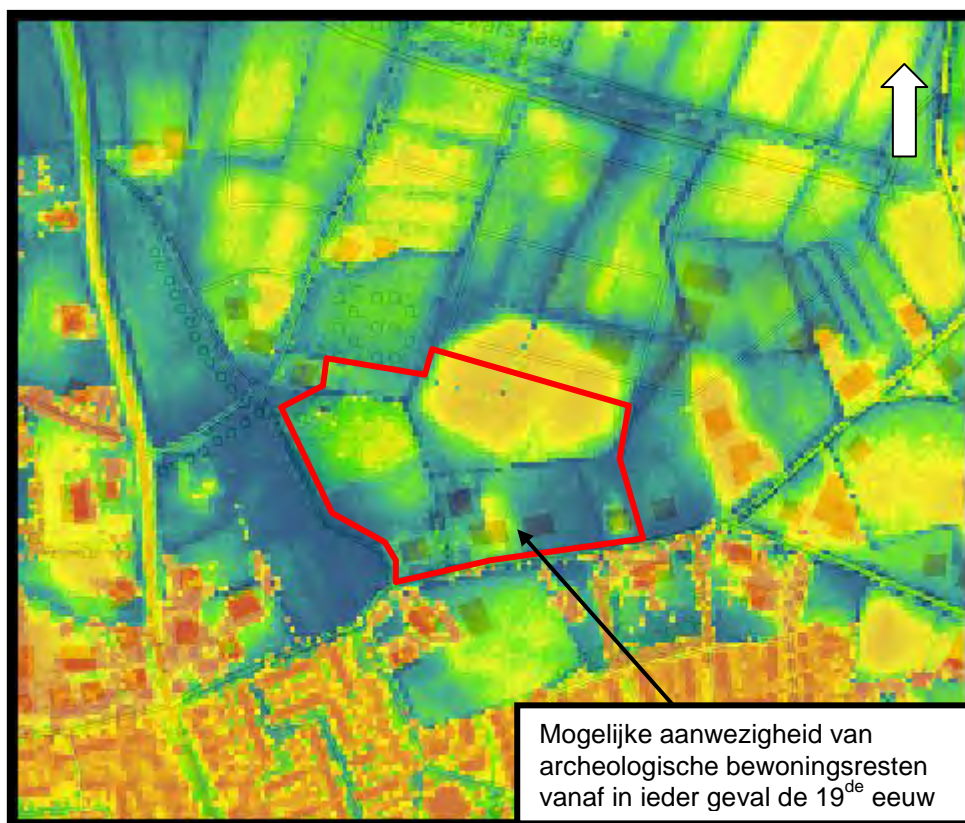 Mogelijke aanwezigheid van
archeologische bewoningsresten
vanaf in ieder geval de 19de eeuw